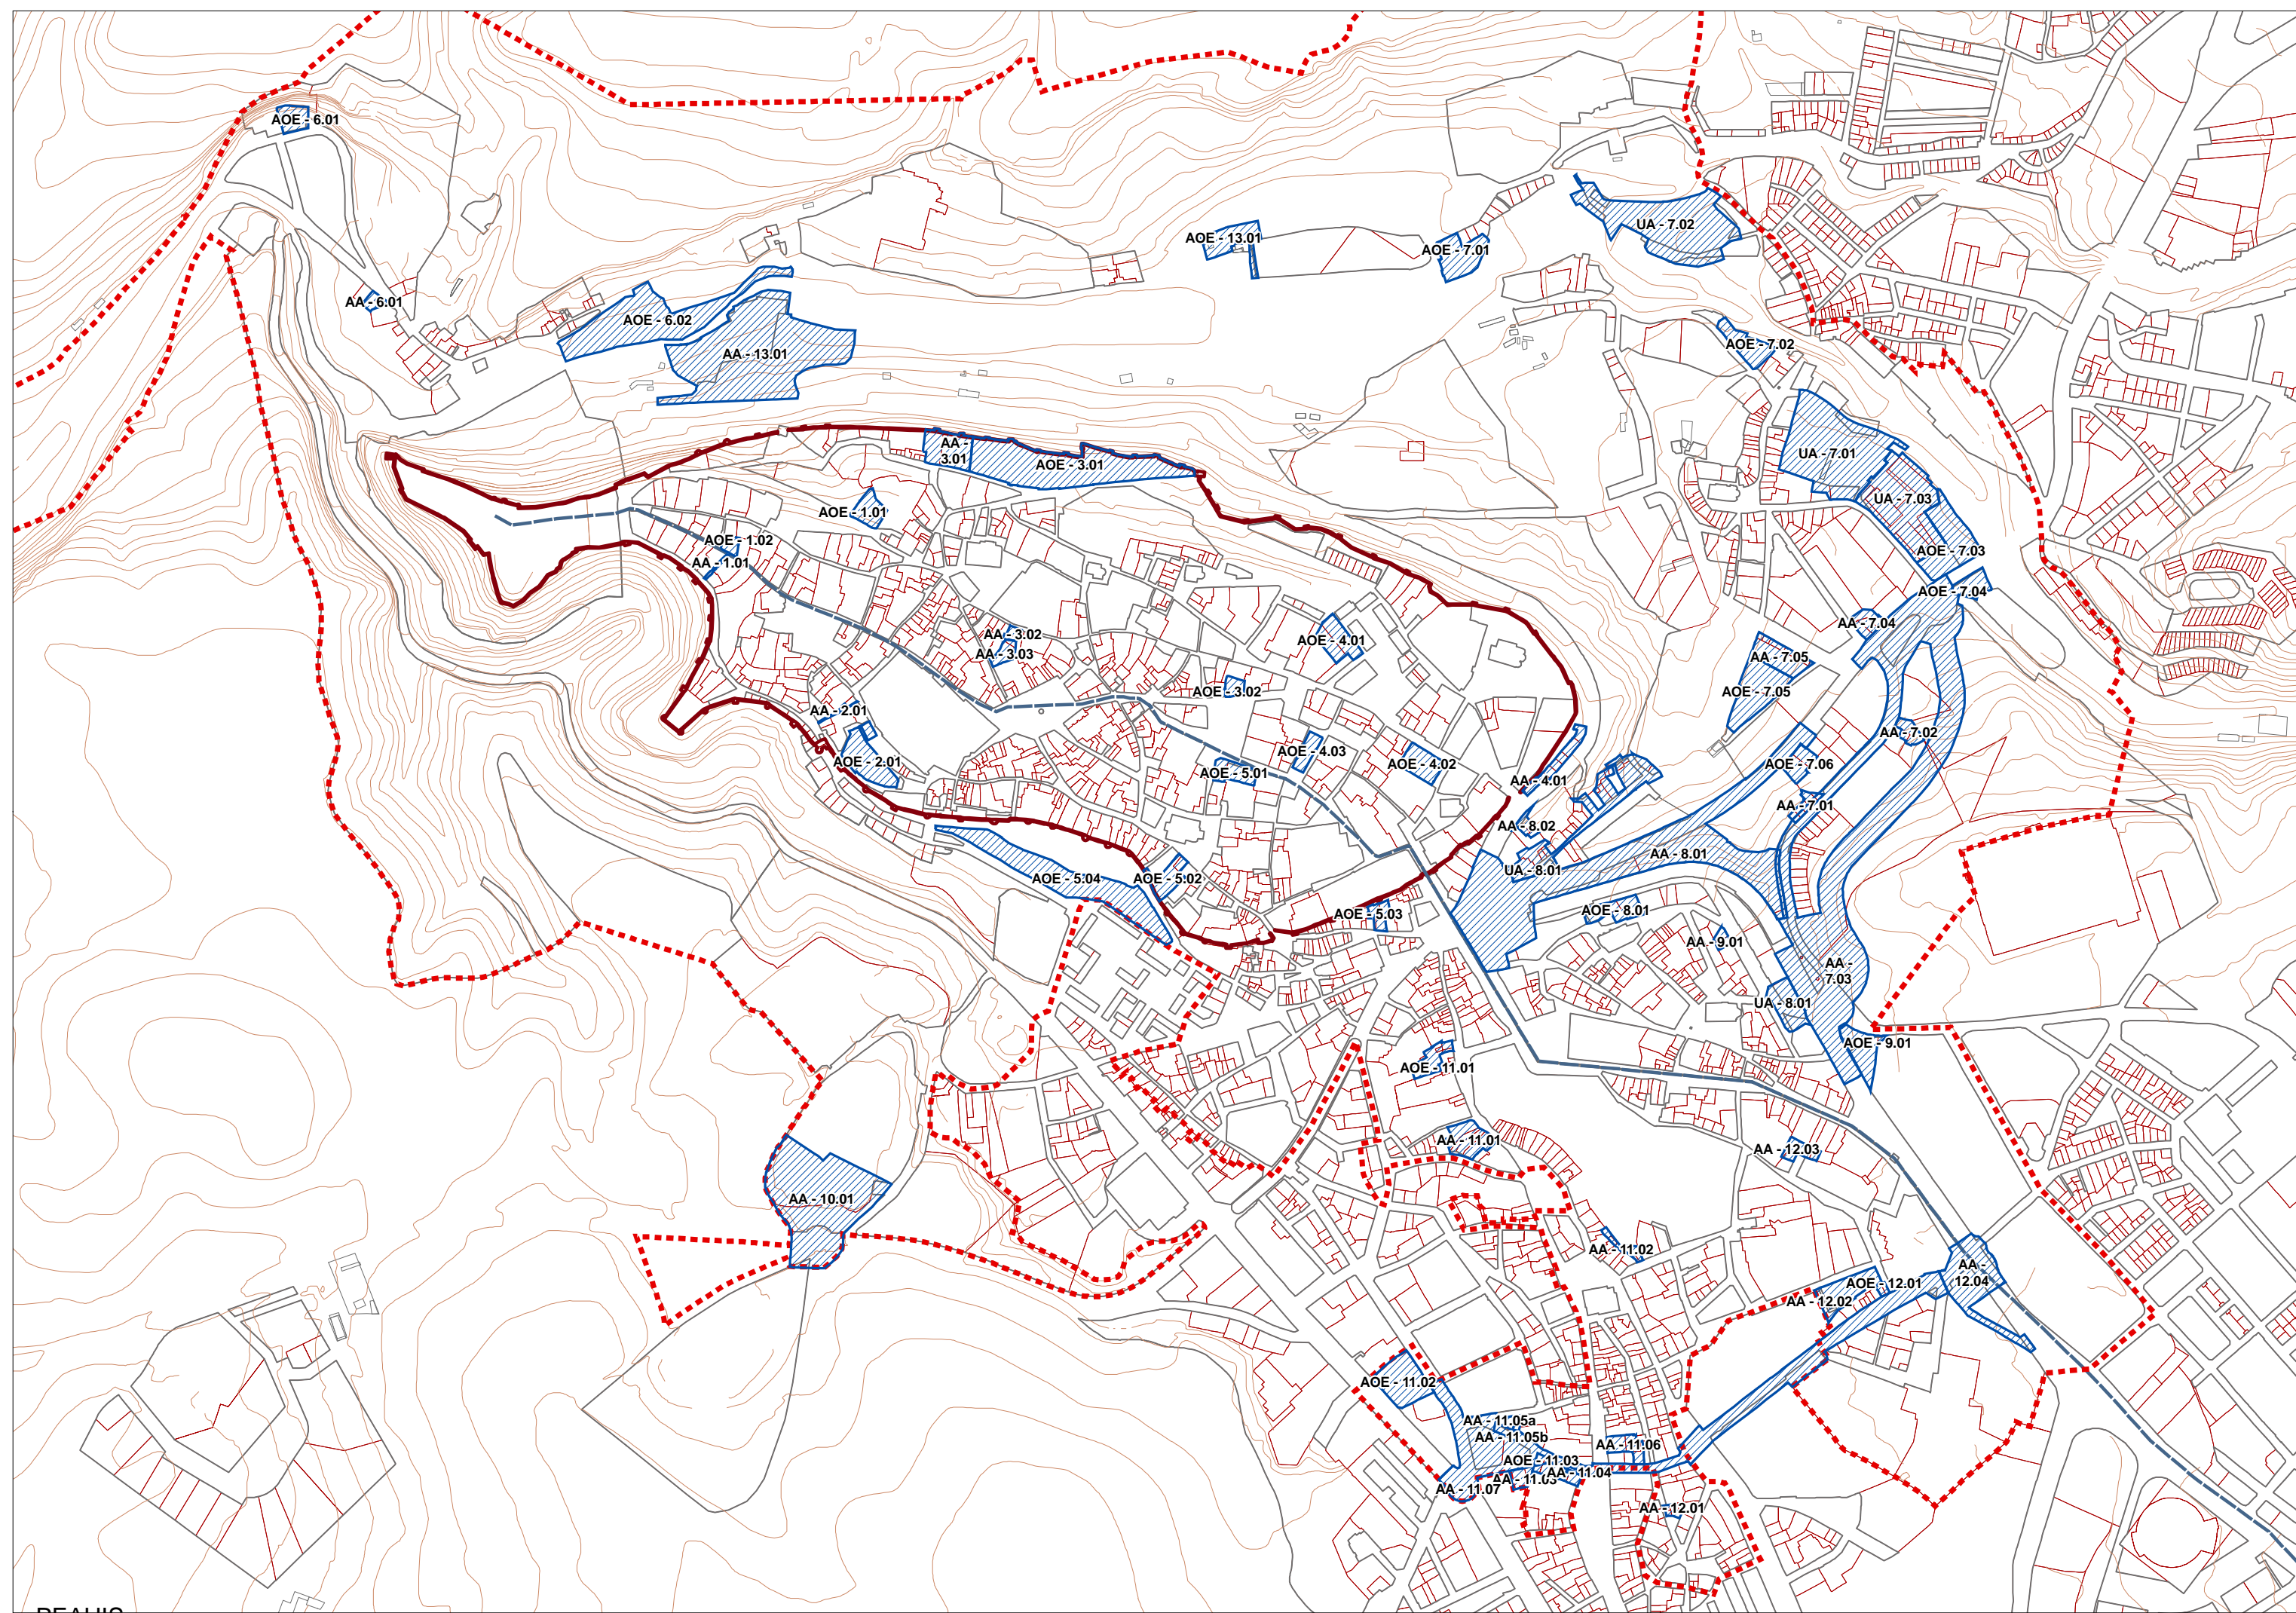 AOE - 6.01
UA - 7.02
AOE - 13.01
AOE - 7.01
AA - 6.01
AOE - 6.02
AA - 13.01
AOE - 7.02
AA -
3.01
AOE - 3.01
UA - 7.01
UA - 7.03
AOE - 1.01
AOE - 1.02
AA - 1.01
AOE - 7.03
AOE - 7.04
AA - 7.04
AA - 3.02
AA - 3.03
AOE - 4.01
AA - 7.05
AOE - 7.05
AOE - 3.02
AA - 2.01
AA - 7.02
AOE - 2.01
AOE - 4.03
AOE - 4.02
AOE - 5.01
AOE - 7.06
AA - 4.01
AA - 7.01
AA - 8.02
AA - 8.01
UA - 8.01
AOE - 5.04
AOE - 5.02
AOE - 5.03
AOE - 8.01
AA - 9.01
AA -
7.03
UA - 8.01
AOE - 9.01
AOE - 11.01
AA - 11.01
AA - 12.03
AA - 10.01
AA - 11.02
AA -
12.04
AOE - 12.01
AA - 12.02
AOE - 11.02
AA - 11.05a
AA - 11.05b
AA - 11.06
AOE - 11.03
AA - 11.04
AA - 11.03
AA - 11.07
AA - 12.01